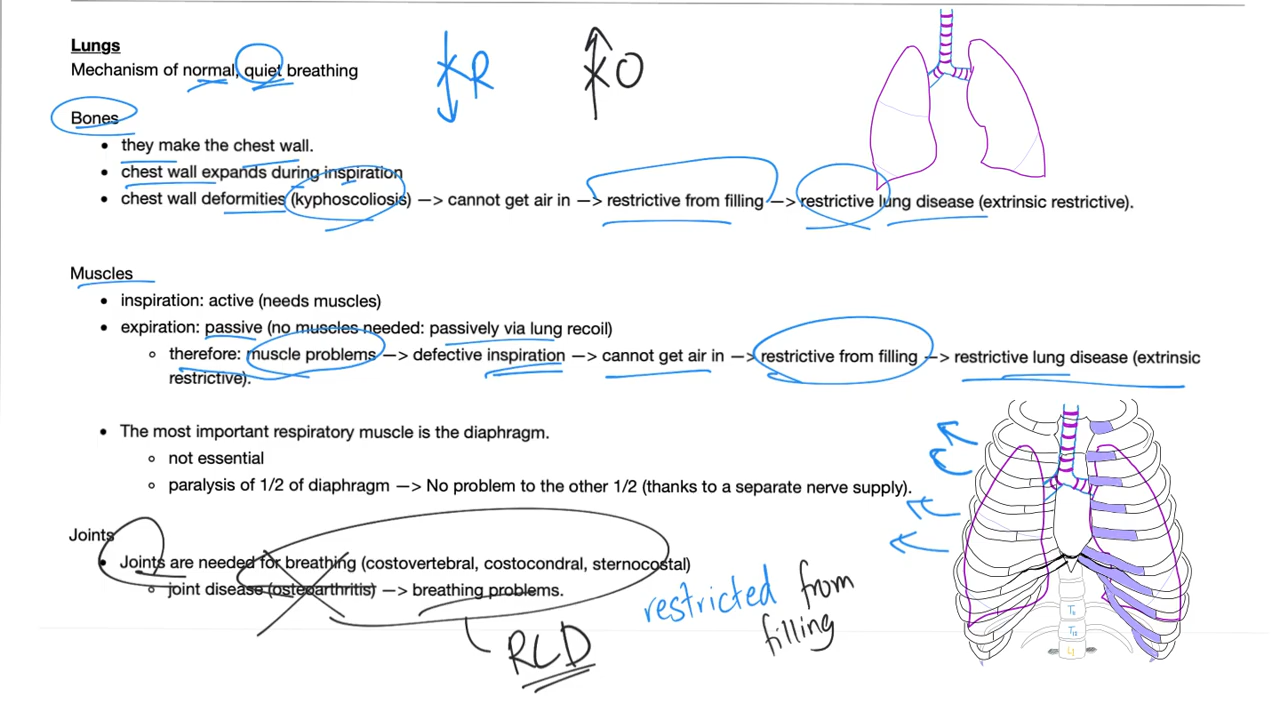 Lungs
Mechanism of normal, quiet breathing
R
O
Bones
• they make the chest wall.
• chest wall expands during inspiration
• chest wall deformities (kyphoscoliosis) —> cannot get air in —> restrictive from filling —> restrictive lung disease (extrinsic restrictive).
Muscles
• inspiration: active (needs muscles)
• expiration: passive (no muscles needed: passively via lung recoil)
○ therefore: muscle problems —> defective inspiration —> cannot get air in —> restrictive from filling —> restrictive lung disease (extrinsic
restrictive).
• The most important respiratory muscle is the diaphragm.
○ not essential
○ paralysis of 1/2 of diaphragm —> No problem to the other 1/2 (thanks to a separate nerve supply).
Joints
• Joints are needed for breathing (costovertebral, costocondral, sternocostal)
○ joint disease (osteoarthritis) —> breathing problems.
restricted from
filling
RLD
T12
L1